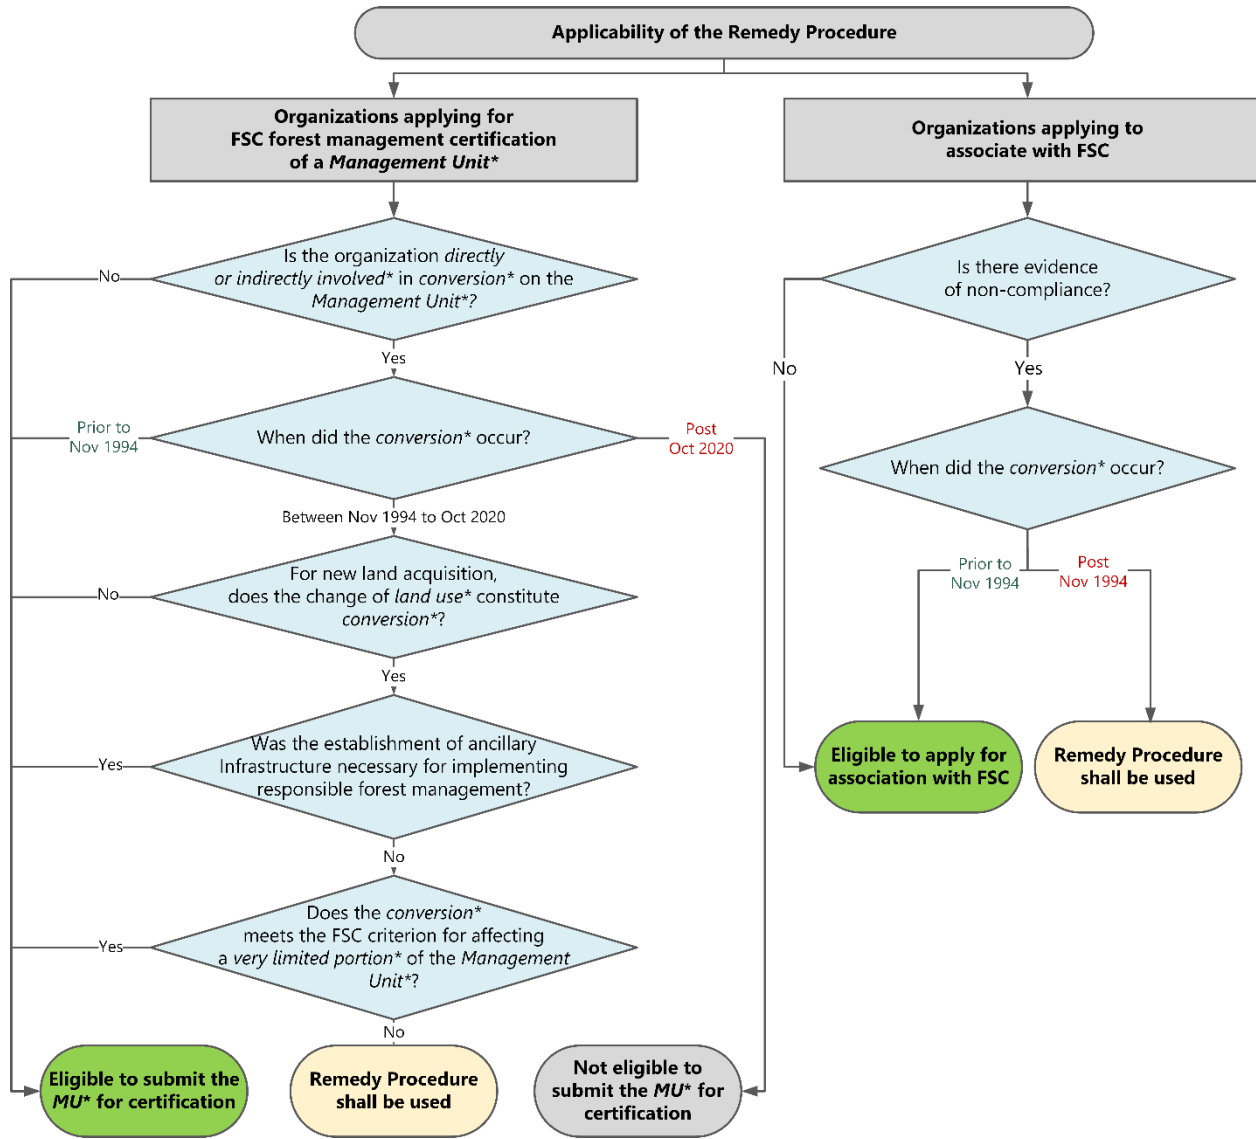 Applicability of the Remedy Procedure
Organizations applying for
FSC forest management certification
of a Management Unit*
Organizations applying to
associate with FSC
Is the organization directly
or indirectly involved* in conversion* on the
Management Unit*?
No
Yes
Is there evidence
of non-compliance?
No
Yes
When did the conversion* occur?
Prior to
Nov 1994
Post
Oct 2020
Between Nov 1994 to Oct 2020
When did the conversion* occur?
Prior to
Nov 1994
Post
Nov 1994
For new land acquisition,
does the change of land use* constitute
conversion*?
No
Yes
Was the establishment of ancillary
Infrastructure necessary for implementing
responsible forest management?
Yes
No
Eligible to apply for
association with FSC
Remedy Procedure
shall be used
Does the conversion*
meets the FSC criterion for affecting
a very limited portion* of the Management
Unit*?
Yes
No
Eligible to submit the
MU* for certification
Remedy Procedure
shall be used
Not eligible to
submit the MU* for
certification